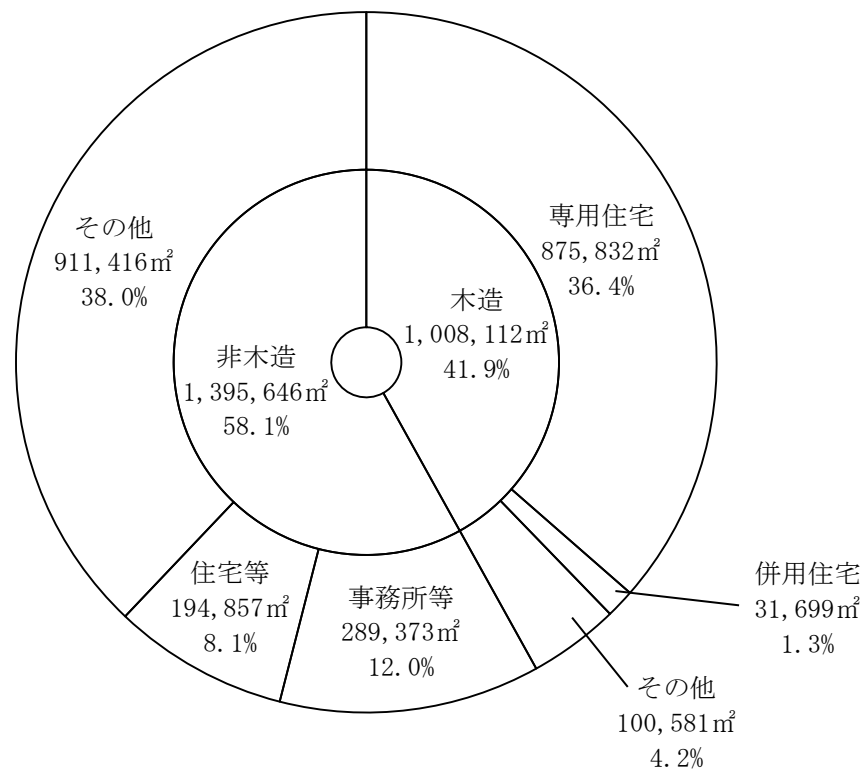 専用住宅
875,832㎡
36.4%
木造
1,008,112㎡
41.9%
その他
911,416㎡
38.0%
非木造
1,395,646㎡
58.1%
住宅等
194,857㎡
8.1%
事務所等
289,373㎡
12.0%
併用住宅
31,699㎡
1.3%
その他
100,581㎡
4.2%